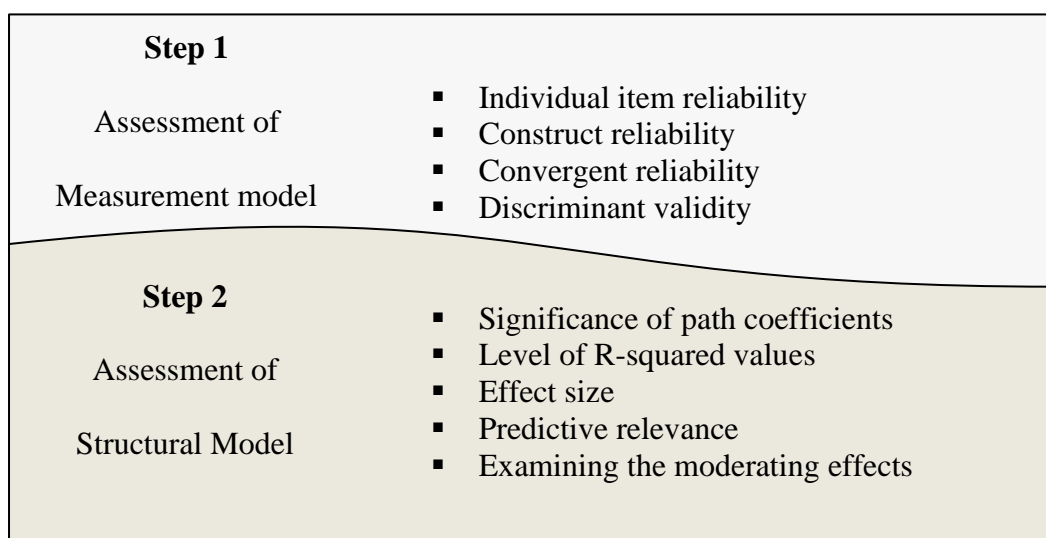 Step 1
Assessment of
Measurement model
▪ Individual item reliability
▪ Construct reliability
▪ Convergent reliability
▪ Discriminant validity
Step 2
Assessment of
Structural Model
▪ Significance of path coefficients
▪ Level of R-squared values
▪ Effect size
▪ Predictive relevance
▪ Examining the moderating effects